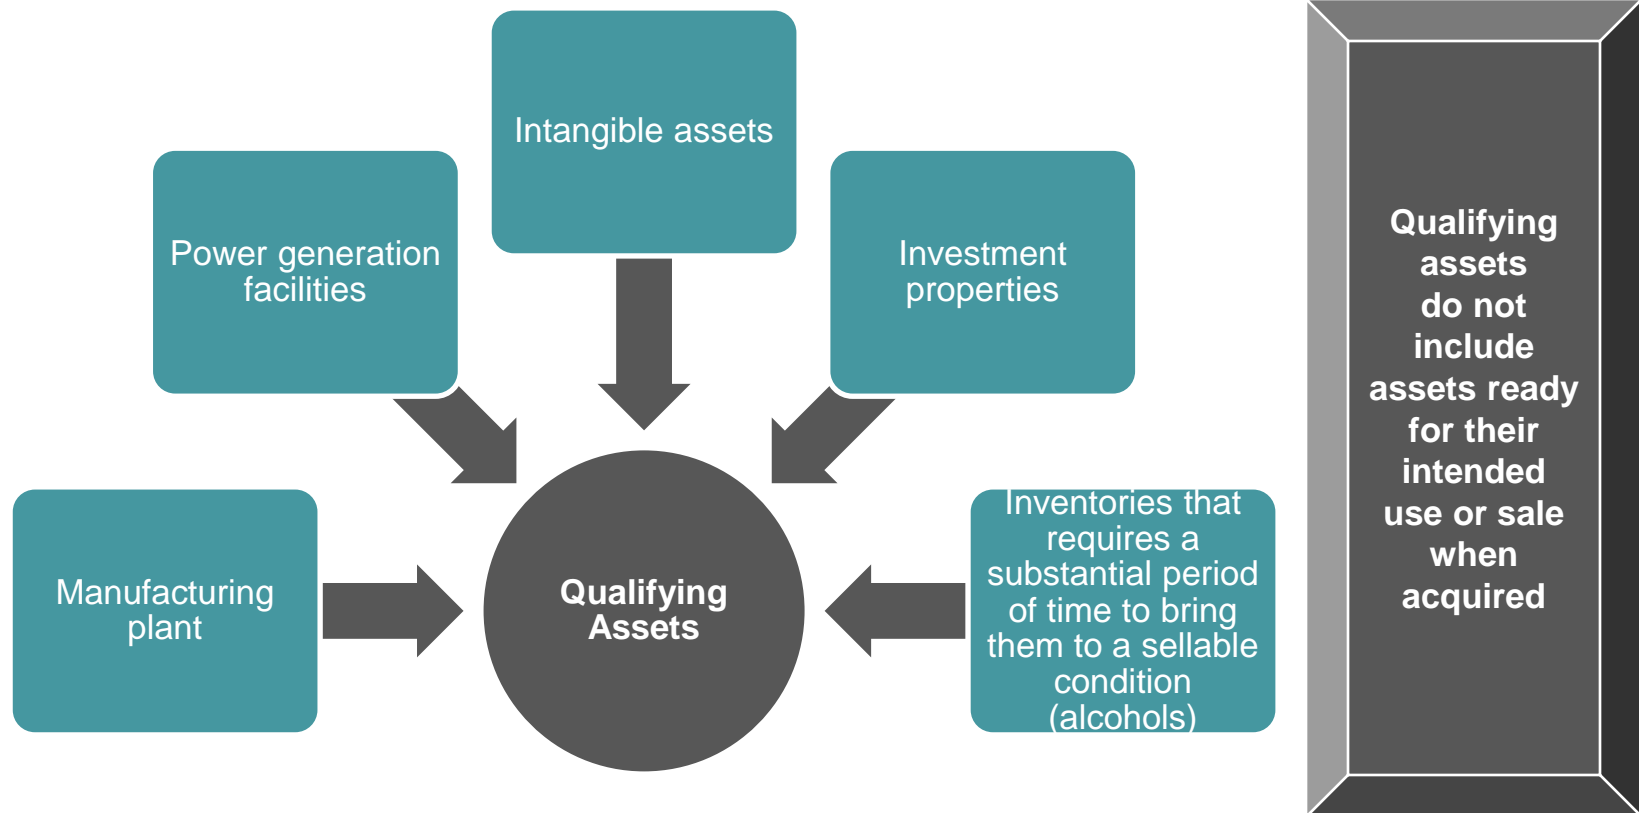 Intangible assets
Power generation
facilities
Investment
properties
Manufacturing
plant
Qualifying
Assets
Inventories that
requires a
substantial period
of time to bring
them to a sellable
condition
(alcohols)
Qualifying
assets
do not
include
assets ready
for their
intended
use or sale
when
acquired